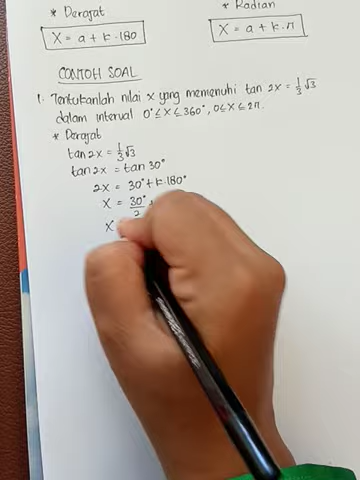 * Derajat
* Radian
x = a + k.180
x = a + k.π
CONTOH SOAL
1. Tentukanlah nilai x yang memenuhi tan 2x = 1/3 √3
dalam interval 0° ≤ x ≤ 360°, 0 ≤ x ≤ 2π.
* Derajat
tan 2x = 1/3 √3
tan 2x = tan 30°
2x = 30° + k.180°
x = 30°/2
x